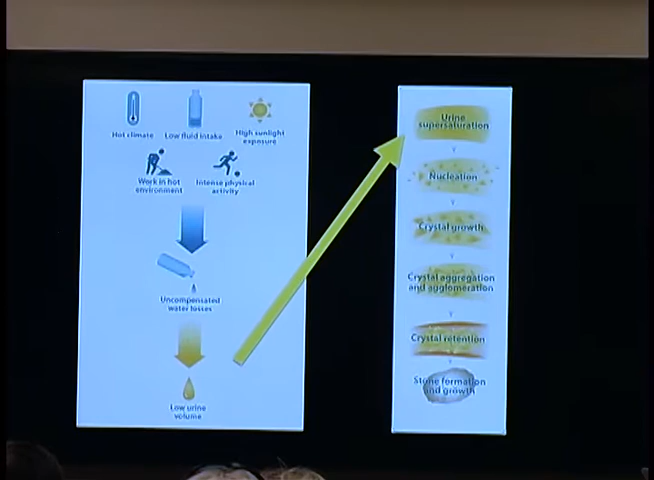 Hot climate
Low fluid intake
High sunlight
exposure
Work in hot
environment
Intense physical
activity
Uncompensated
water losses
Low urine
volume
Urine
supersaturation
Nucleation
Crystal growth
Crystal aggregation
and agglomeration
Crystal retention
Stone formation
and growth